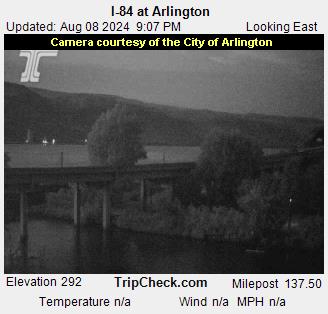 I-84 at Arlington
Updated: Aug 08 2024 9:07 PM Looking East
Camera courtesy of the City of Arlington
Elevation 292 TripCheck.com Milepost 137.50
Temperature n/a Wind n/a MPH n/a